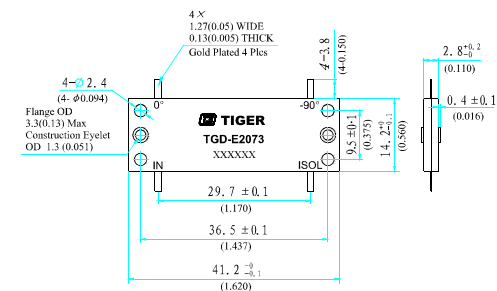 4×
1.27(0.05) WIDE
0.13(0.005) THICK
Gold Plated 4 Plcs
4-3.8
(4-0.150)
2.8+0.2 -0
(0.110)
4-Ø2.4
(4-Φ0.094)
Flange OD
3.3(0.13) Max
Construction Eyelet
OD 1.3 (0.051)
0°
-90°
TIGER
TGD-E2073
XXXXXX
IN
ISOL
9.5±0.1
(0.375)
14.2+0 -0.1
(0.560)
0.4±0.1
(0.016)
29.7±0.1
(1.170)
36.5±0.1
(1.437)
41.2-0 -0.1
(1.620)